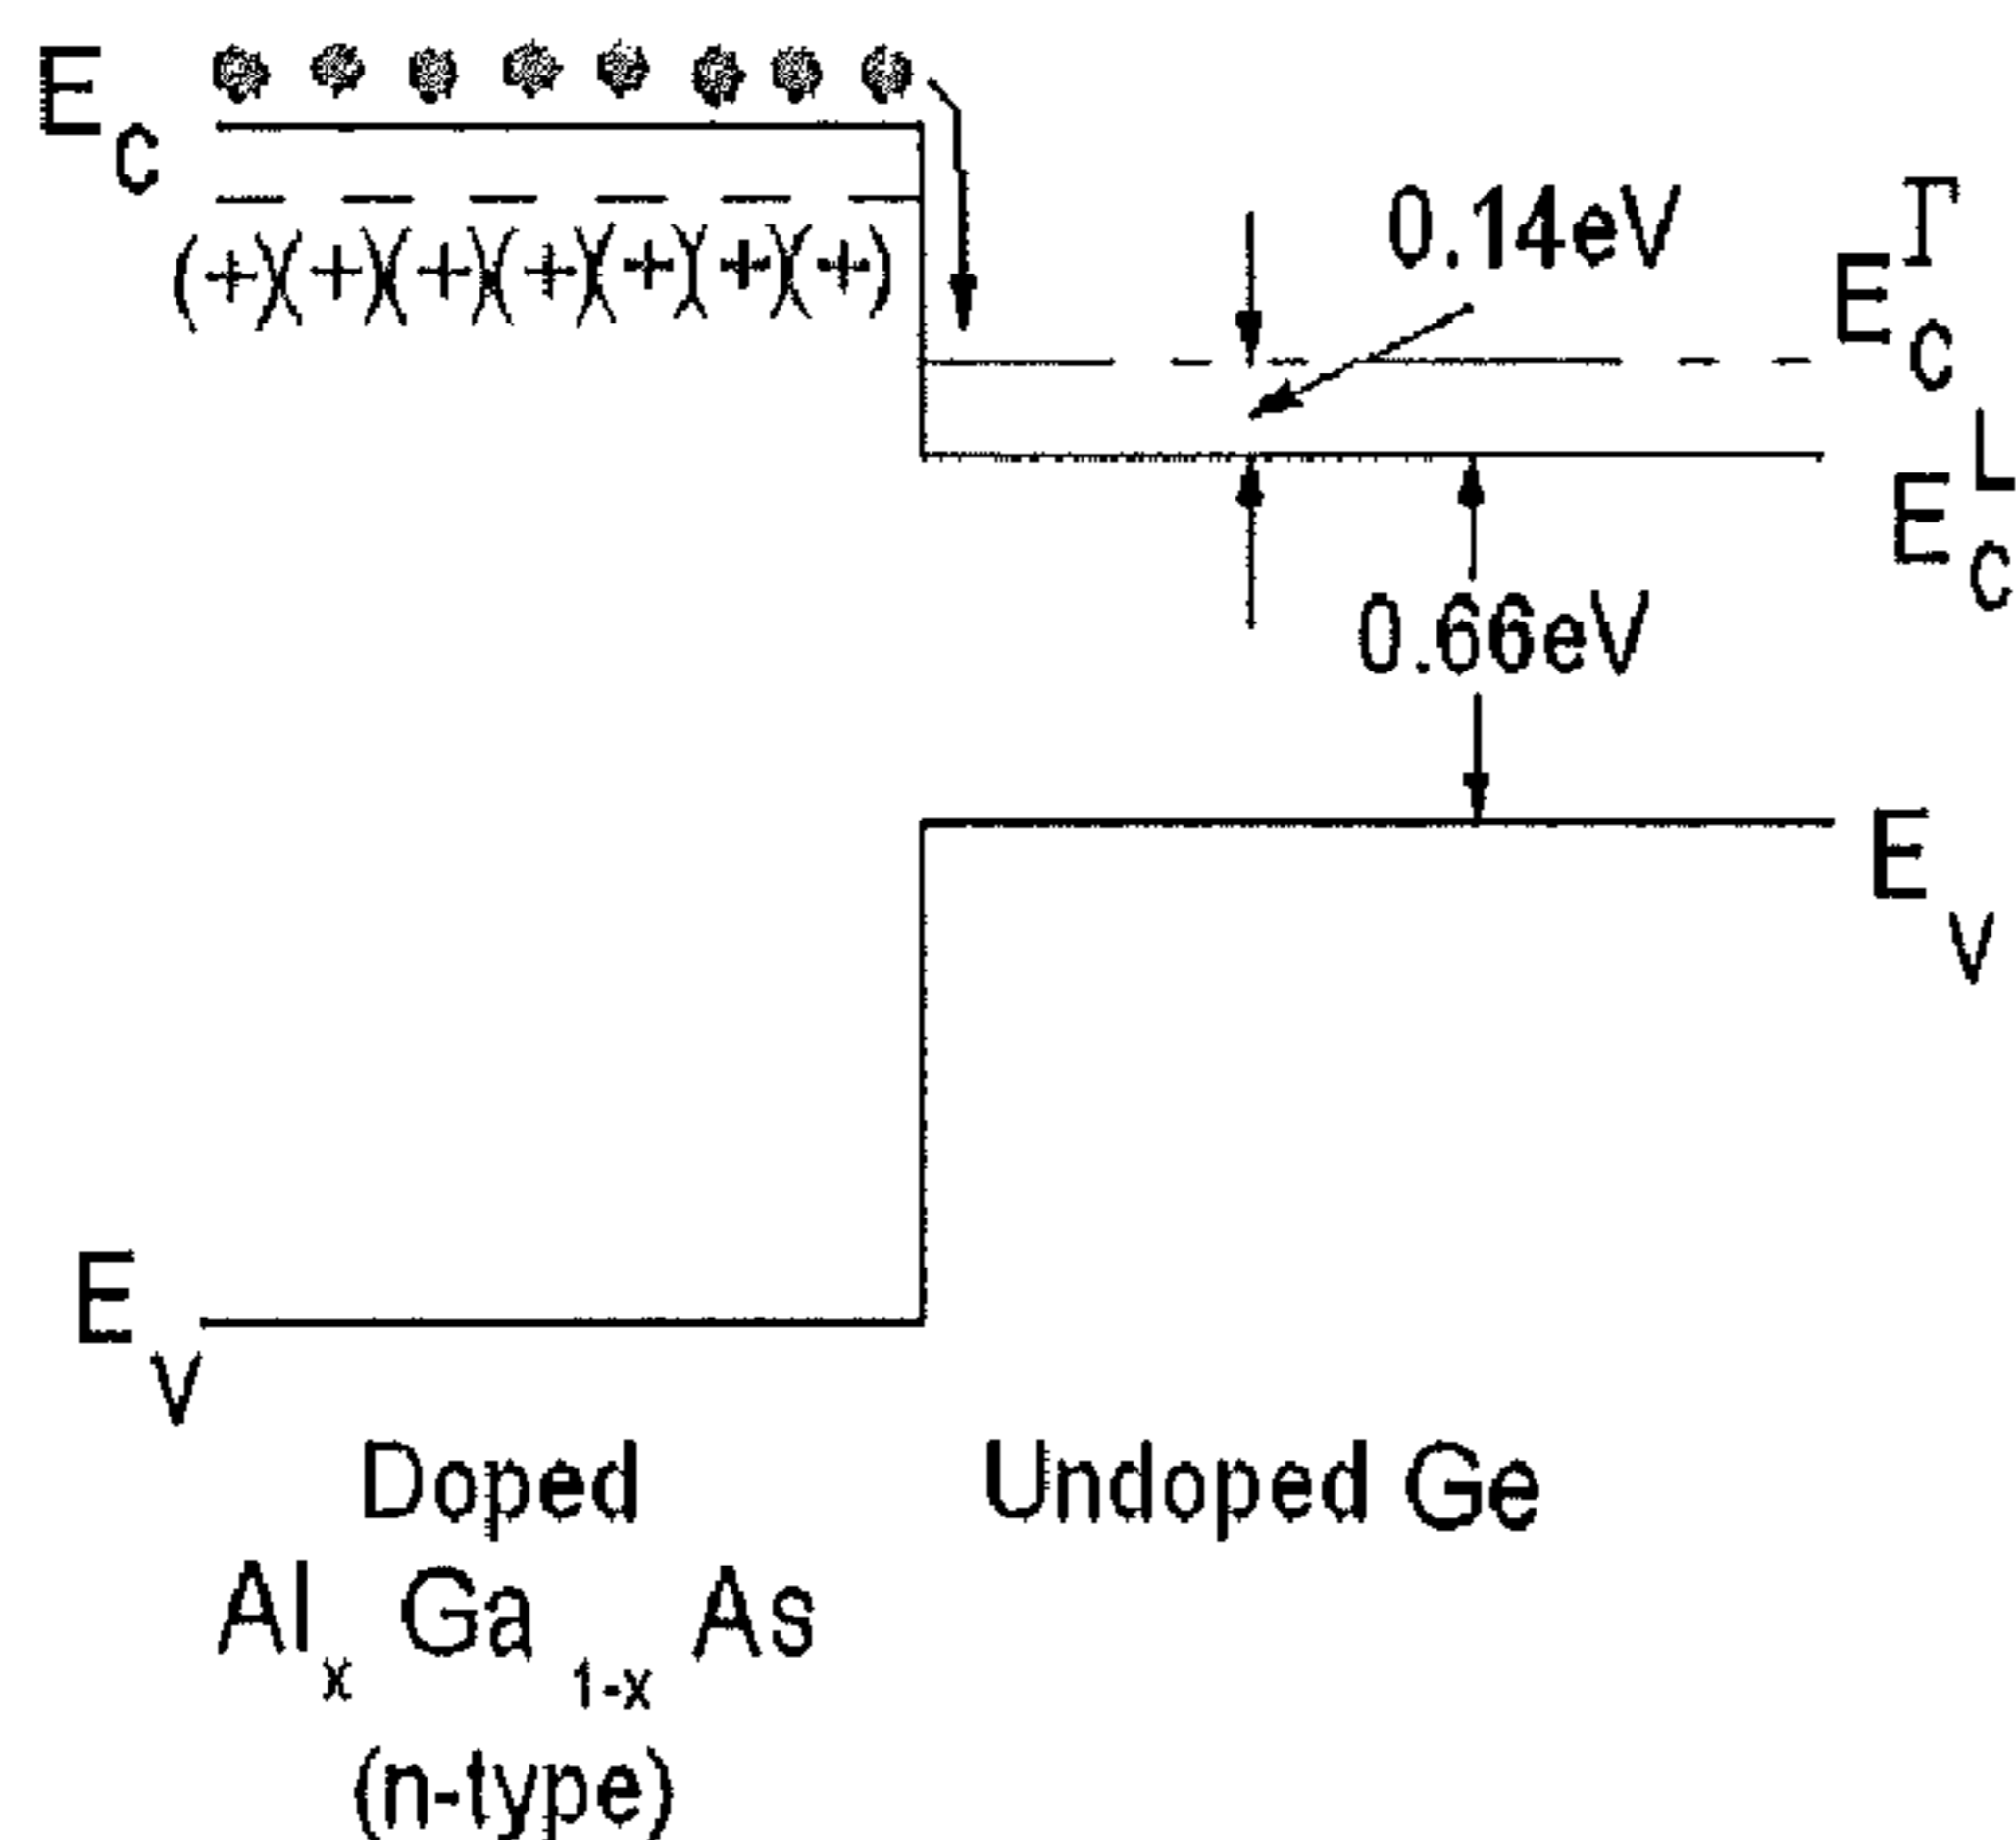 E_C
0.14eV
E_C^Γ
(+)(+)(+)(+)(+)(+)(+)
E_C^L
0.66eV
E_V
E_V
Doped Undoped Ge
Al_x Ga_1-x As
(n-type)